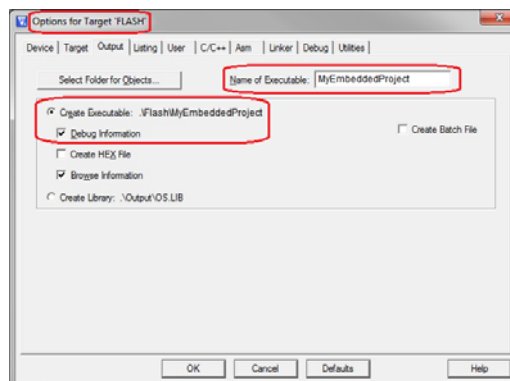 Options for Target 'FLASH'
Device | Target | Output | Listing | User | C/C++ | Asm | Linker | Debug | Utilities
Select Folder for Objects...
Name of Executable: MyEmbeddedProject
Create Executable: .\Flash\MyEmbeddedProject
Debug Information
Create Batch File
Create HEX File
Browse Information
Create Library: .\Output\OS.LIB
OK Cancel Defaults Help